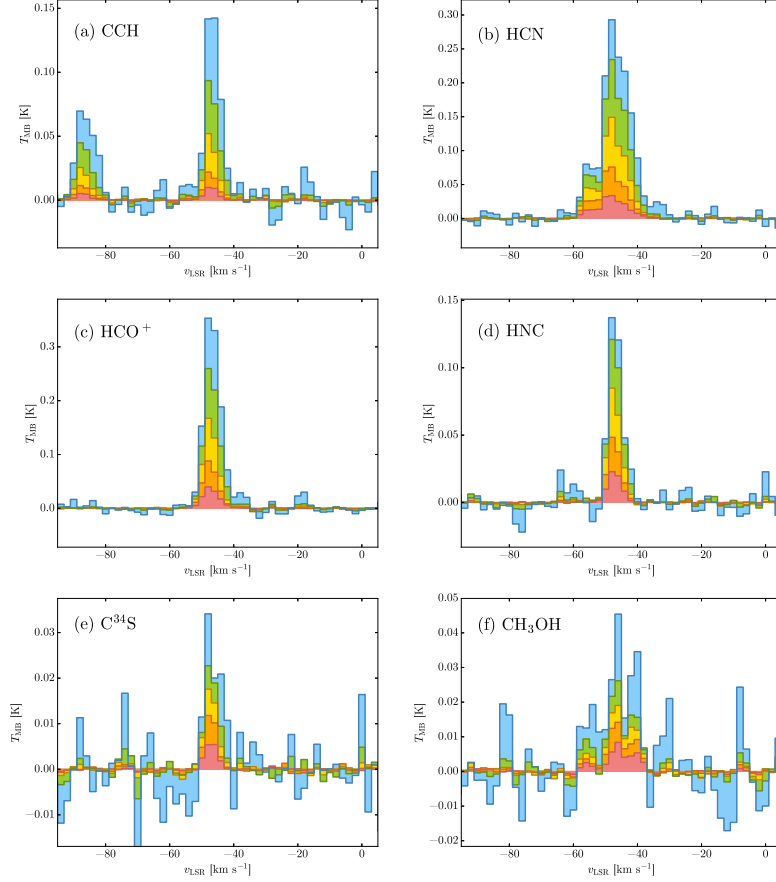 (a) CCH
0.15
0.10
0.05
0.00
T_MB [K]
−80 −60 −40 −20 0
v_LSR [km s⁻¹]
(b) HCN
0.30
0.25
0.20
0.15
0.10
0.05
0.00
T_MB [K]
−80 −60 −40 −20 0
v_LSR [km s⁻¹]
(c) HCO⁺
0.3
0.2
0.1
0.0
T_MB [K]
−80 −60 −40 −20 0
v_LSR [km s⁻¹]
(d) HNC
0.15
0.10
0.05
0.00
T_MB [K]
−80 −60 −40 −20 0
v_LSR [km s⁻¹]
(e) C³⁴S
0.03
0.02
0.01
0.00
−0.01
T_MB [K]
−80 −60 −40 −20 0
v_LSR [km s⁻¹]
(f) CH₃OH
0.05
0.04
0.03
0.02
0.01
0.00
−0.01
−0.02
T_MB [K]
−80 −60 −40 −20 0
v_LSR [km s⁻¹]